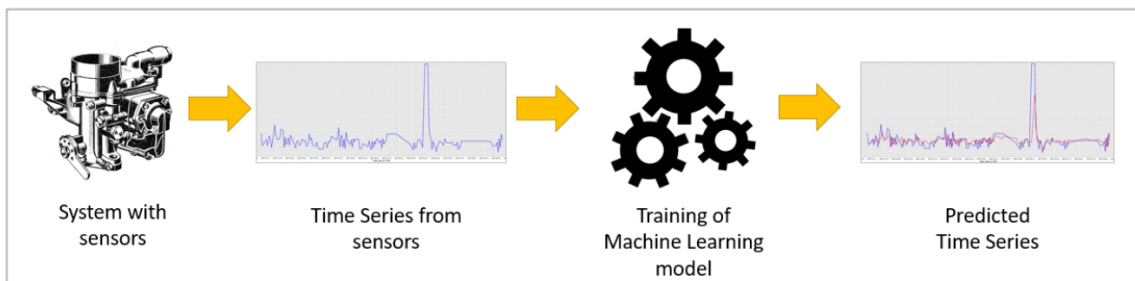 System with
sensors
Time Series from
sensors
Training of
Machine Learning
model
Predicted
Time Series